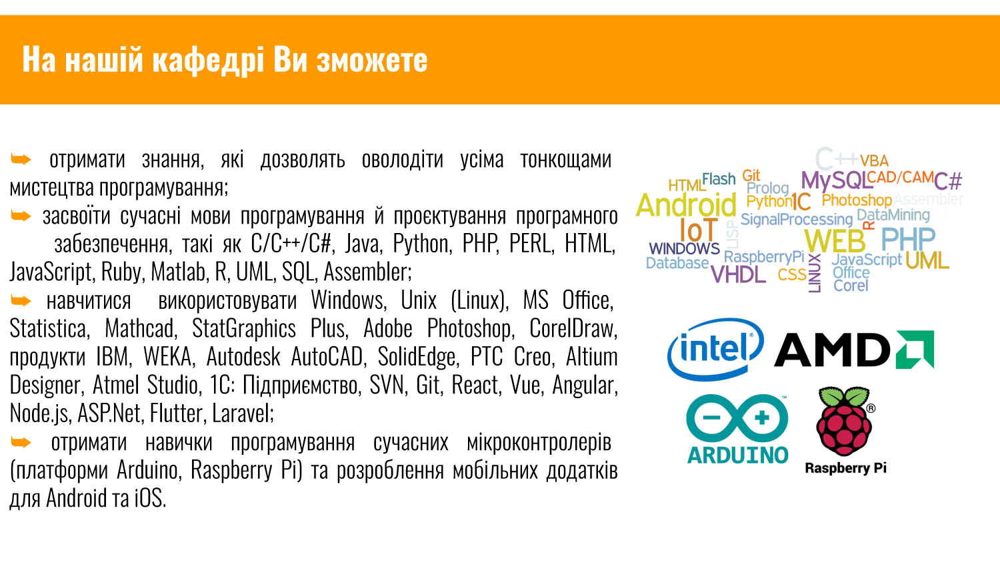 На нашій кафедрі Ви зможете
➥ отримати знання, які дозволять оволодіти усіма тонкощами
мистецтва програмування;
➥ засвоїти сучасні мови програмування й проєктування програмного
забезпечення, такі як C/C++/C#, Java, Python, PHP, PERL, HTML,
JavaScript, Ruby, Matlab, R, UML, SQL, Assembler;
➥ навчитися використовувати Windows, Unix (Linux), MS Office,
Statistica, Mathcad, StatGraphics Plus, Adobe Photoshop, CorelDraw,
продукти IBM, WEKA, Autodesk AutoCAD, SolidEdge, PTC Creo, Altium
Designer, Atmel Studio, 1C: Підприємство, SVN, Git, React, Vue, Angular,
Node.js, ASP.Net, Flutter, Laravel;
➥ отримати навички програмування сучасних мікроконтролерів
(платформи Arduino, Raspberry Pi) та розроблення мобільних додатків
для Android та iOS.
C++ VBA
HTML Flash Git MySQL CAD/CAM C#
Prolog
Android Python 1C Photoshop Assembler
IoT LISP SignalProcessing DataMining
R
WINDOWS WEB PHP
Database RaspberryPi LINUX JavaScript UML
VHDL CSS Office
Corel
intel®
AMD
ARDUINO™
Raspberry Pi®